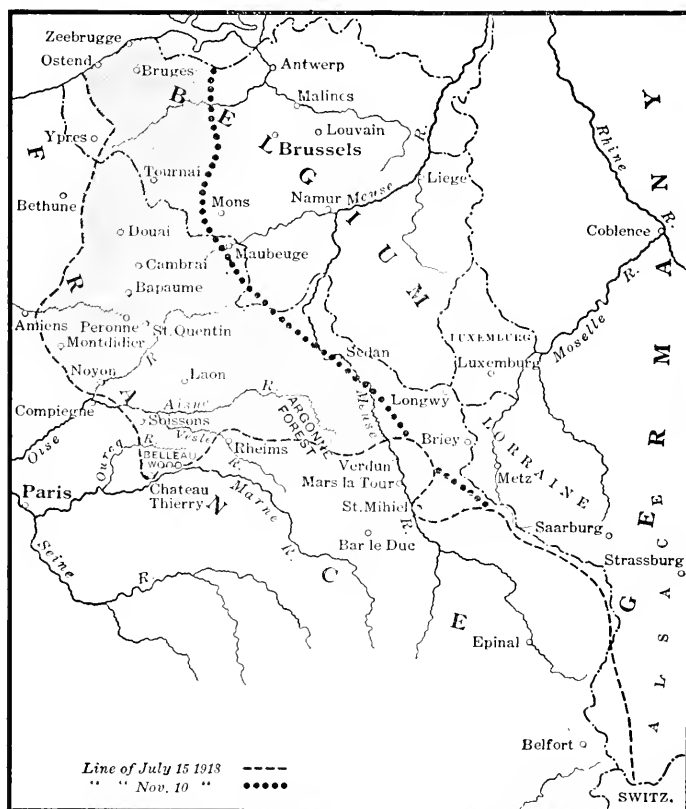 Zeebrugge
Ostend
Bruges
Antwerp
Malines
Ypres
Louvain
Brussels
BELGIUM
Tournai
Liege
Bethune
Mons
Namur
Meuse
R.
Rhine
R.
Coblence
Douai
Maubeuge
Cambrai
Bapaume
Amiens
Peronne
St. Quentin
Montdidier
R.
Moselle
R.
LUXEMBURG
Luxemburg
Sedan
Noyon
Laon
Longwy
Compiegne
Aisne
R.
ARGONNE
FOREST
Meuse
Soissons
Oise
Ourcq
R.
Vesle
R.
Rheims
BELLEAU
WOOD
Briey
LORRAINE
Verdun
Metz
Mars la Tour
Paris
Chateau
Thierry
Marne
R.
St. Mihiel
R.
Bar le Duc
Saarburg
Strassburg
Seine
R.
FRANCE
Epinal
GERMANY
ALSACE
Belfort
Line of July 15 1918
" " Nov. 10 "
SWITZ.